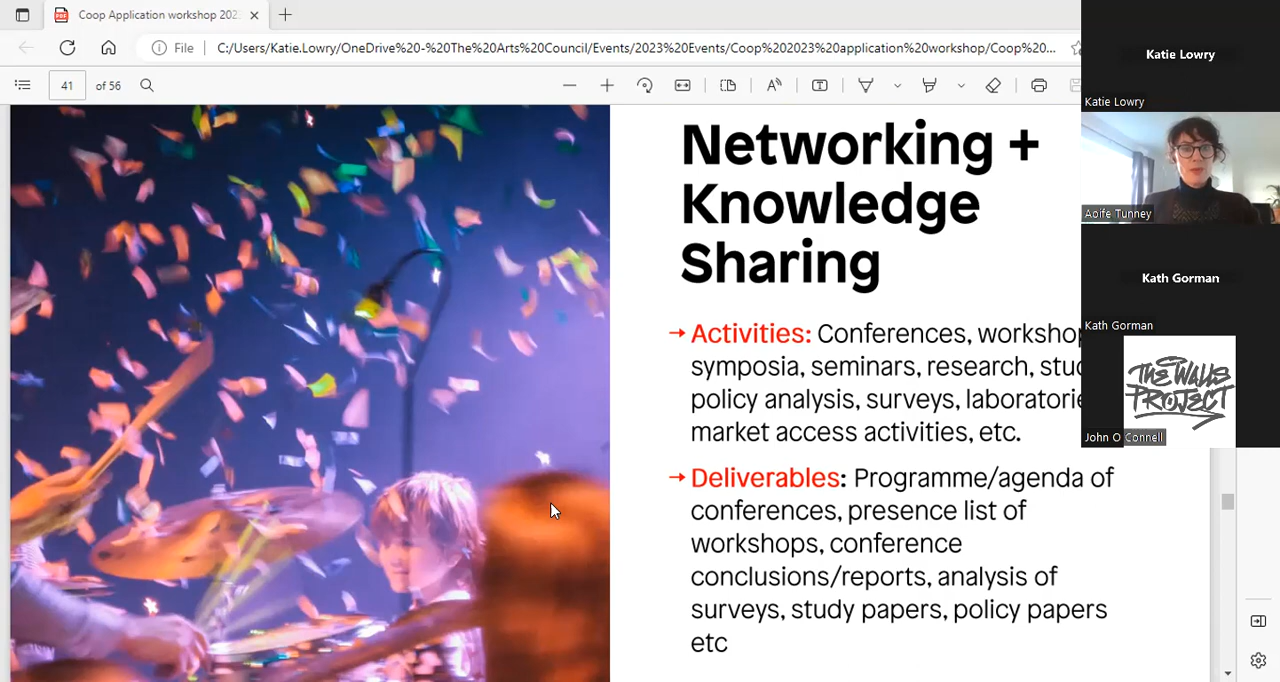 Coop Application workshop 202
File
C:/Users/Katie.Lowry/OneDrive%20-%20The%20Arts%20Council/Events/2023%20Events/Coop%202023%20application%20workshop/Coop%20...
41 of 56
Networking +
Knowledge
Sharing
→ Activities: Conferences, workshop
symposia, seminars, research,
policy analysis, surveys,
market access activities, etc.
→ Deliverables: Programme/agenda of
conferences, presence list of
workshops, conference
conclusions/reports, analysis of
surveys, study papers, policy papers
etc
Katie Lowry
Katie Lowry
Aoife Tunney
Kath Gorman
Kath Gorman
THE WALLS
PROJECT
John O Connell